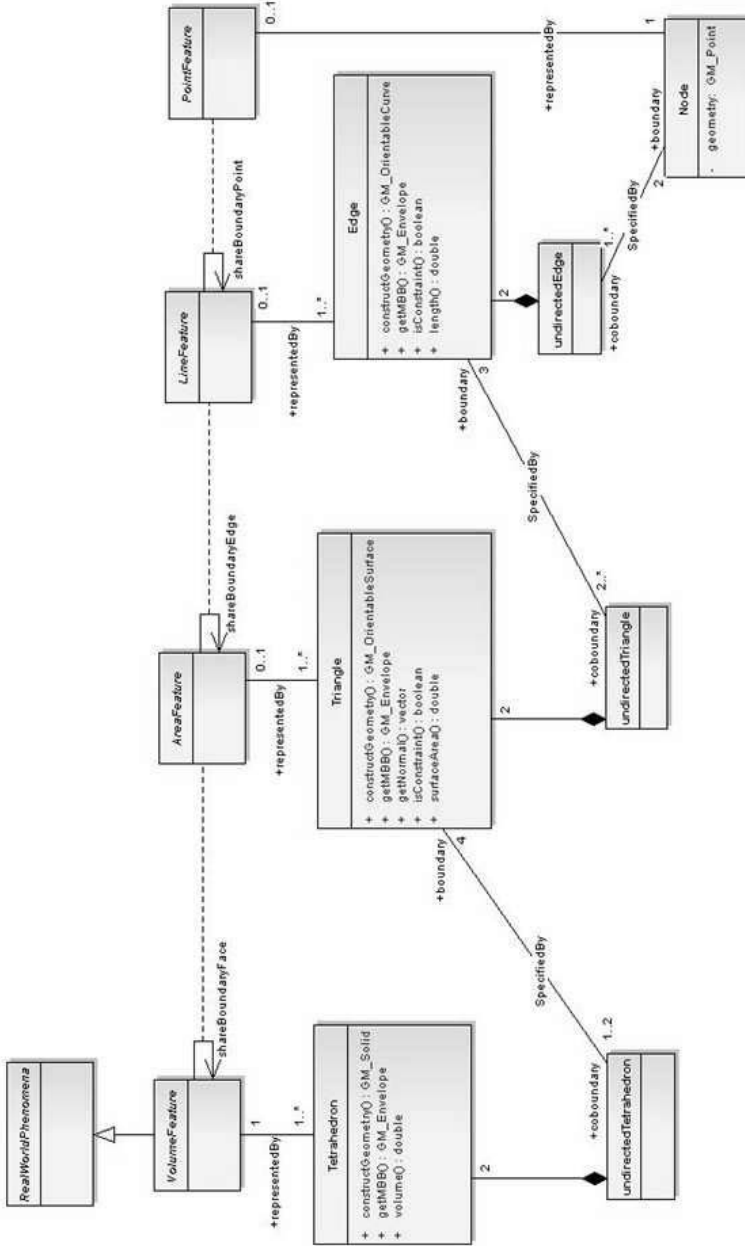 RealWorldPhenomena
VolumeFeature
shareBoundaryFace
AreaFeature
shareBoundaryEdge
LineFeature
shareBoundaryPoint
PointFeature
1
+representedBy
1..*
0..1
+representedBy
1..*
0..1
+representedBy
1..*
0..1
+representedBy
1
Tetrahedron
+ constructGeometry() : GM_Solid
+ getMBB() : GM_Envelope
+ volume() : double
2
undirectedTetrahedron
+coboundary
1..2
SpecifiedBy
+boundary
4
Triangle
+ constructGeometry() : GM_OrientableSurface
+ getMBB() : GM_Envelope
+ getNormal() : vector
+ isConstraint() : boolean
+ surfaceArea() : double
2
undirectedTriangle
+coboundary
2..*
SpecifiedBy
+boundary
3
Edge
+ constructGeometry() : GM_OrientableCurve
+ getMBB() : GM_Envelope
+ isConstraint() : boolean
+ length() : double
2
undirectedEdge
+coboundary
1..*
SpecifiedBy
+boundary
2
Node
- geometry: GM_Point